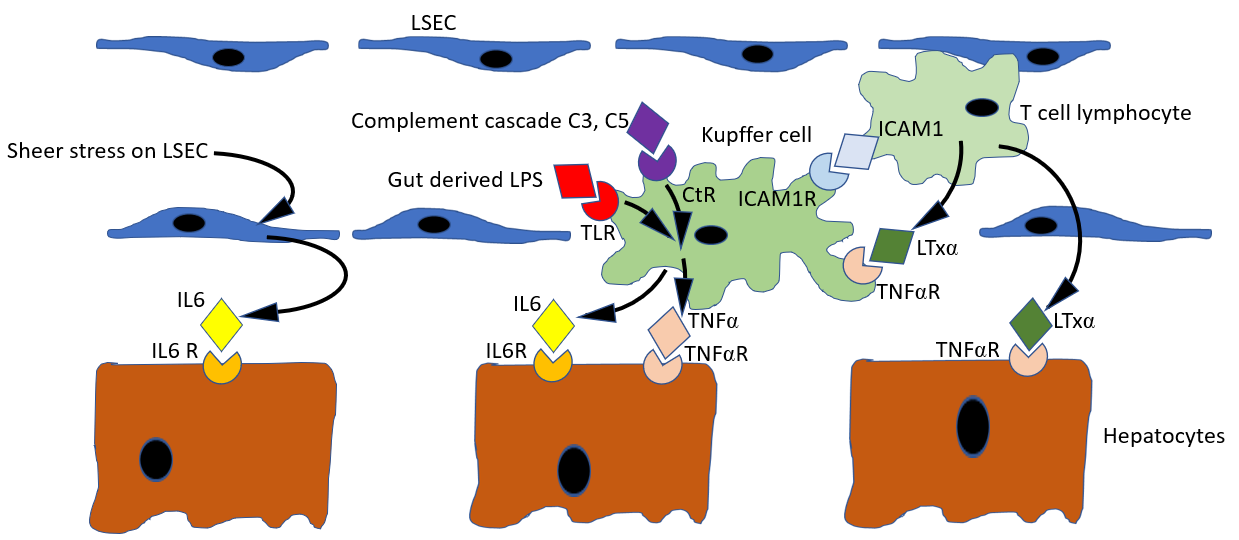 LSEC
Complement cascade C3, C5
Kupffer cell
ICAM1
T cell lymphocyte
Sheer stress on LSEC
Gut derived LPS
CtR
ICAM1R
TLR
LTxα
TNFαR
IL6
IL6
TNFα
LTxα
IL6 R
IL6R
TNFαR
TNFαR
Hepatocytes